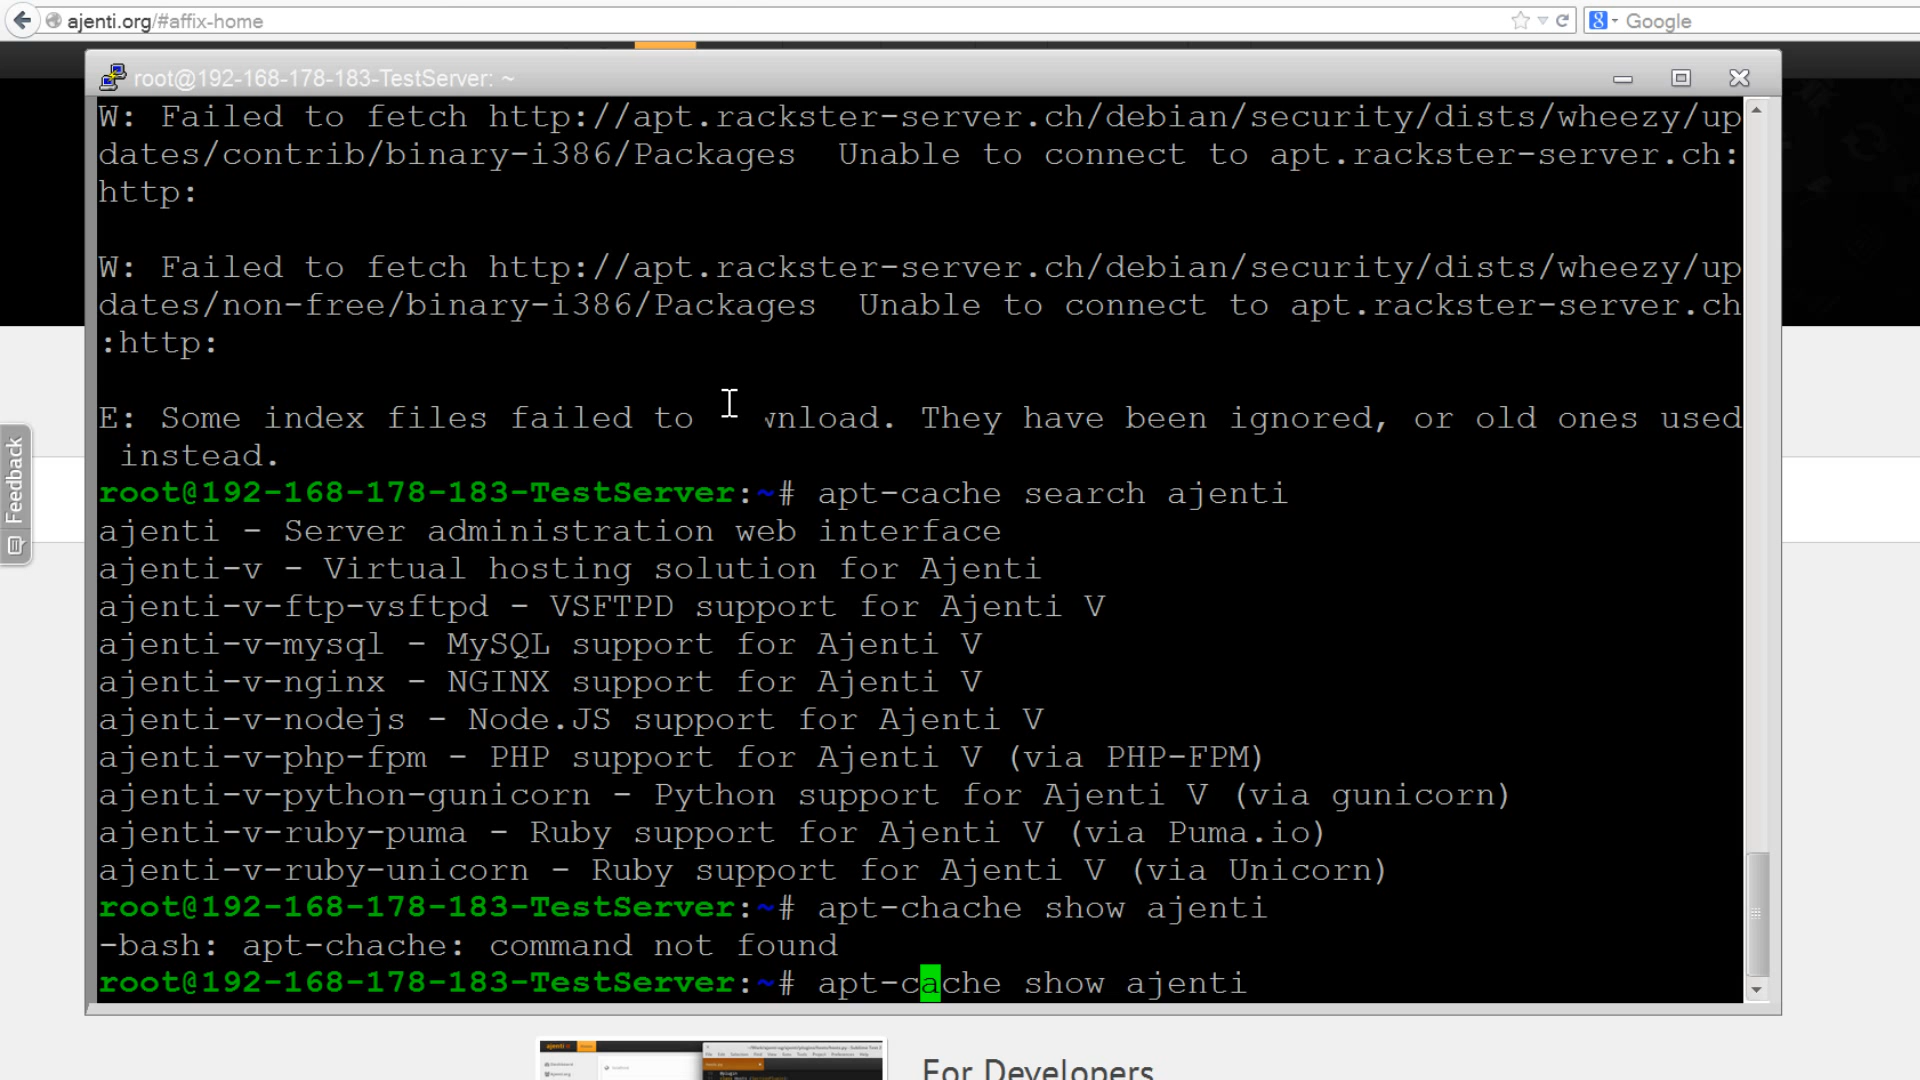 ajenti.org/#affix-home
8
Google
root@192-168-178-183-TestServer: ~
W: Failed to fetch http://apt.rackster-server.ch/debian/security/dists/wheezy/up
dates/contrib/binary-i386/Packages  Unable to connect to apt.rackster-server.ch:
http:
W: Failed to fetch http://apt.rackster-server.ch/debian/security/dists/wheezy/up
dates/non-free/binary-i386/Packages  Unable to connect to apt.rackster-server.ch
:http:
E: Some index files failed to wnload. They have been ignored, or old ones used
instead.
root@192-168-178-183-TestServer:~# apt-cache search ajenti
ajenti - Server administration web interface
ajenti-v - Virtual hosting solution for Ajenti
ajenti-v-ftp-vsftpd - VSFTPD support for Ajenti V
ajenti-v-mysql - MySQL support for Ajenti V
ajenti-v-nginx - NGINX support for Ajenti V
ajenti-v-nodejs - Node.JS support for Ajenti V
ajenti-v-php-fpm - PHP support for Ajenti V (via PHP-FPM)
ajenti-v-python-gunicorn - Python support for Ajenti V (via gunicorn)
ajenti-v-ruby-puma - Ruby support for Ajenti V (via Puma.io)
ajenti-v-ruby-unicorn - Ruby support for Ajenti V (via Unicorn)
root@192-168-178-183-TestServer:~# apt-chache show ajenti
-bash: apt-chache: command not found
root@192-168-178-183-TestServer:~# apt-cache show ajenti
Feedback
ajenti
For Developers